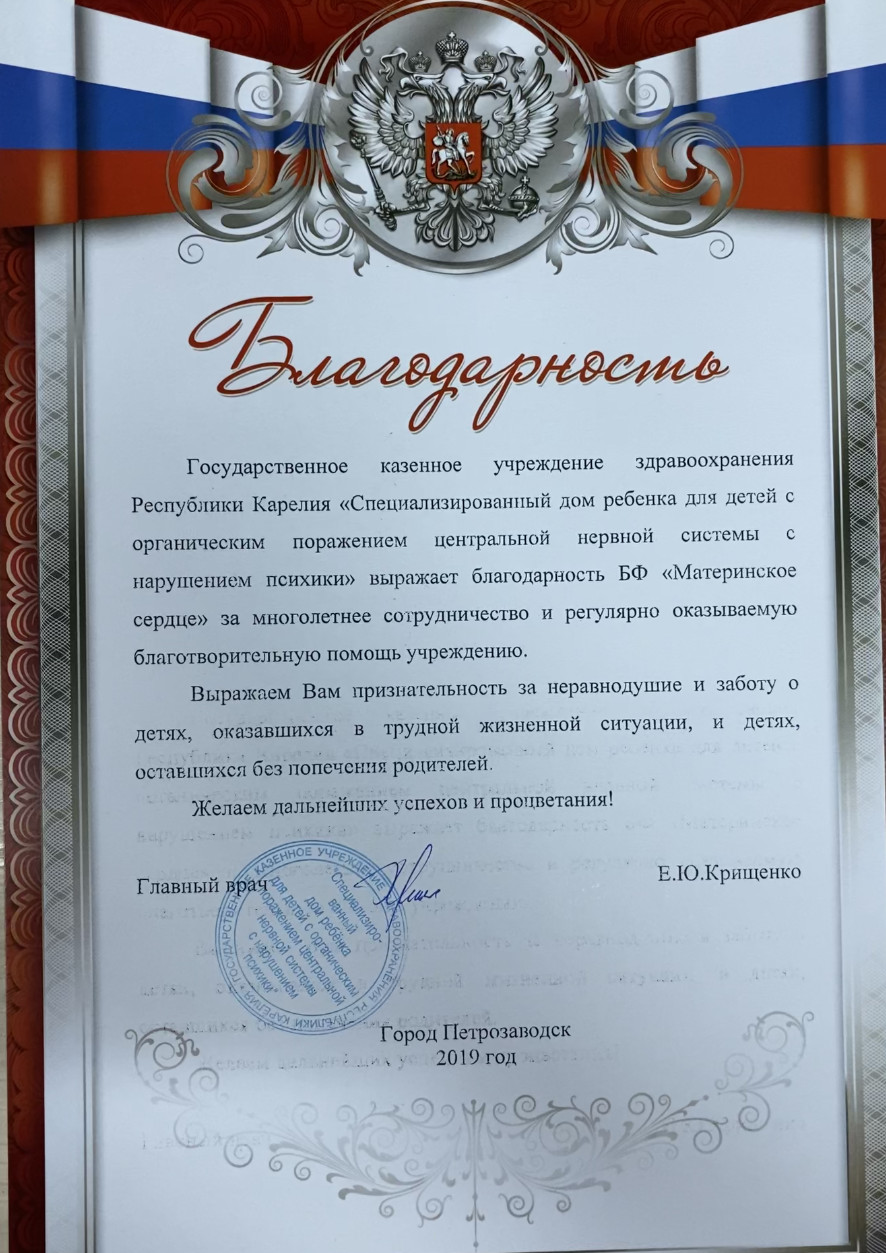 Благодарность
Государственное казенное учреждение здравоохранения
Республики Карелия «Специализированный дом ребенка для детей с
органическим поражением центральной нервной системы с
нарушением психики» выражает благодарность БФ «Материнское
сердце» за многолетнее сотрудничество и регулярно оказываемую
благотворительную помощь учреждению.
Выражаем Вам признательность за неравнодушие и заботу о
детях, оказавшихся в трудной жизненной ситуации, и детях,
оставшихся без попечения родителей.
Желаем дальнейших успехов и процветания!
Главный врач
Е.Ю.Крищенко
ГОСУДАРСТВЕННОЕ КАЗЕННОЕ УЧРЕЖДЕНИЕ ЗДРАВООХРАНЕНИЯ РЕСПУБЛИКИ КАРЕЛИЯ
"Специализиро-
ванный
дом ребёнка
для детей с органическим
поражением центральной
нервной системы
с нарушением
психики"
Город Петрозаводск
2019 год